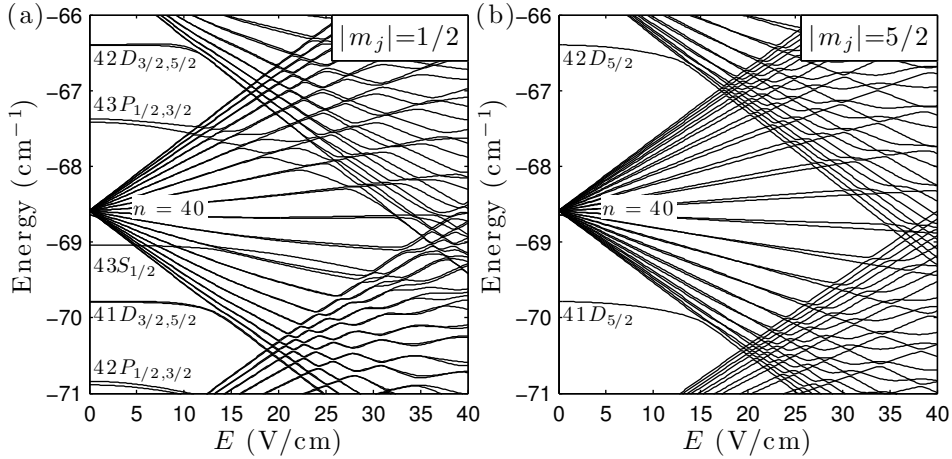 (a)
|m_j|=1/2
Energy (cm⁻¹)
−66
−67
−68
−69
−70
−71
42D_{3/2,5/2}
43P_{1/2,3/2}
n = 40
43S_{1/2}
41D_{3/2,5/2}
42P_{1/2,3/2}
0 5 10 15 20 25 30 35 40
E (V/cm)
(b)
|m_j|=5/2
Energy (cm⁻¹)
−66
−67
−68
−69
−70
−71
42D_{5/2}
n = 40
41D_{5/2}
0 5 10 15 20 25 30 35 40
E (V/cm)